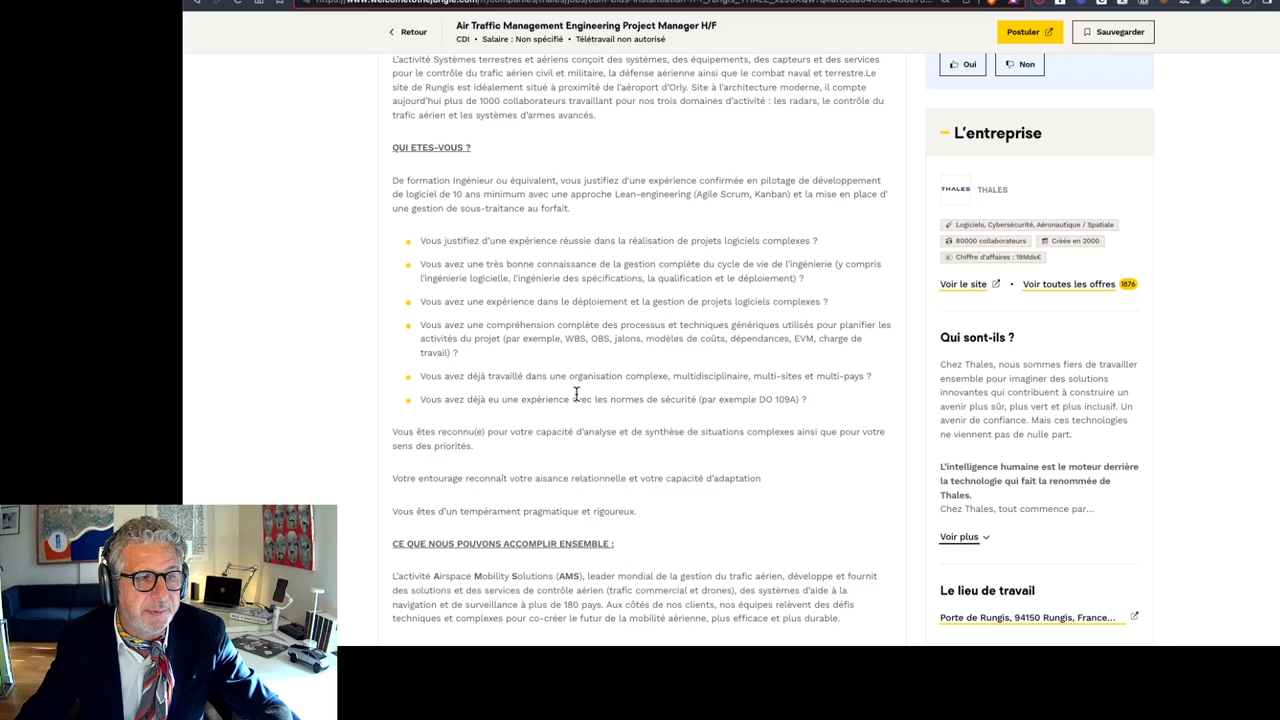 Air Traffic Management Engineering Project Manager H/F
Retour
CDI • Salaire : Non spécifié • Télétravail non autorisé
Postuler
Sauvegarder
L'activité Systèmes terrestres et aériens conçoit des systèmes, des équipements, des capteurs et des services
pour le contrôle du trafic aérien civil et militaire, la défense aérienne ainsi que le combat naval et terrestre.Le
site de Rungis est idéalement situé à proximité de l'aéroport d'Orly. Site à l'architecture moderne, il compte
aujourd'hui plus de 1000 collaborateurs travaillant pour nos trois domaines d'activité : les radars, le contrôle du
trafic aérien et les systèmes d'armes avancés.
QUI ETES-VOUS ?
De formation Ingénieur ou équivalent, vous justifiez d'une expérience confirmée en pilotage de développement
de logiciel de 10 ans minimum avec une approche Lean-engineering (Agile Scrum, Kanban) et la mise en place d'
une gestion de sous-traitance au forfait.
Vous justifiez d'une expérience réussie dans la réalisation de projets logiciels complexes ?
Vous avez une très bonne connaissance de la gestion complète du cycle de vie de l'ingénierie (y compris
l'ingénierie logicielle, l'ingénierie des spécifications, la qualification et le déploiement) ?
Vous avez une expérience dans le déploiement et la gestion de projets logiciels complexes ?
Vous avez une compréhension complète des processus et techniques génériques utilisés pour planifier les
activités du projet (par exemple, WBS, OBS, jalons, modèles de coûts, dépendances, EVM, charge de
travail) ?
Vous avez déjà travaillé dans une organisation complexe, multidisciplinaire, multi-sites et multi-pays ?
Vous avez déjà eu une expérience avec les normes de sécurité (par exemple DO 109A) ?
Vous êtes reconnu(e) pour votre capacité d'analyse et de synthèse de situations complexes ainsi que pour votre
sens des priorités.
Votre entourage reconnaît votre aisance relationnelle et votre capacité d'adaptation
Vous êtes d'un tempérament pragmatique et rigoureux.
CE QUE NOUS POUVONS ACCOMPLIR ENSEMBLE :
L'activité Airspace Mobility Solutions (AMS), leader mondial de la gestion du trafic aérien, développe et fournit
des solutions et des services de contrôle aérien (trafic commercial et drones), des systèmes d'aide à la
navigation et de surveillance à plus de 180 pays. Aux côtés de nos clients, nos équipes relèvent des défis
techniques et complexes pour co-créer le futur de la mobilité aérienne, plus efficace et plus durable.
Oui
Non
L'entreprise
THALES
THALES
Logiciels, Cybersécurité, Aéronautique / Spatiale
80000 collaborateurs
Créée en 2000
Chiffre d'affaires : 19Mds€
Voir le site • Voir toutes les offres 1876
Qui sont-ils ?
Chez Thales, nous sommes fiers de travailler
ensemble pour imaginer des solutions
innovantes qui contribuent à construire un
avenir plus sûr, plus vert et plus inclusif. Un
avenir de confiance. Mais ces technologies
ne viennent pas de nulle part.
L'intelligence humaine est le moteur derrière
la technologie qui fait la renommée de
Thales.
Chez Thales, tout commence par...
Voir plus
Le lieu de travail
Porte de Rungis, 94150 Rungis, France...